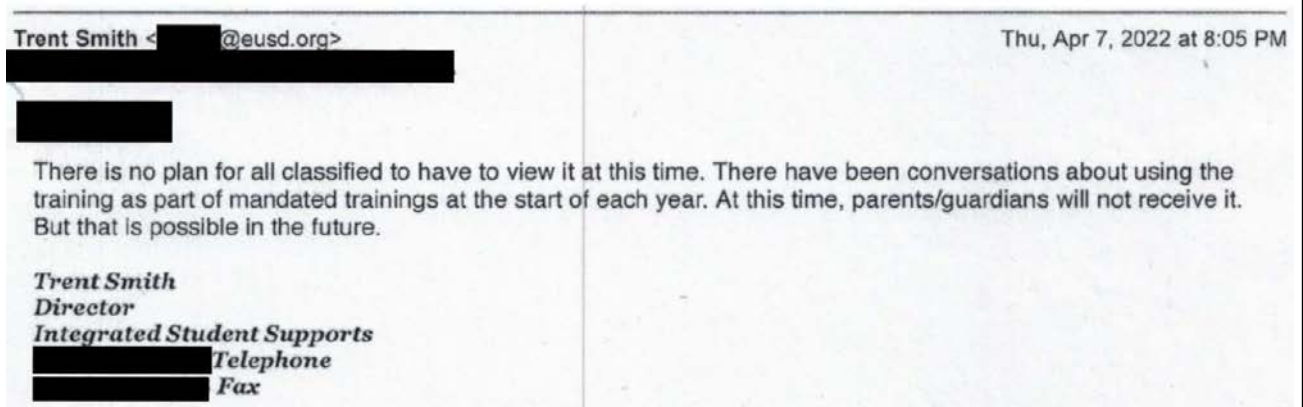 Trent Smith < @eusd.org>
Thu, Apr 7, 2022 at 8:05 PM
There is no plan for all classified to have to view it at this time. There have been conversations about using the
training as part of mandated trainings at the start of each year. At this time, parents/guardians will not receive it.
But that is possible in the future.
Trent Smith
Director
Integrated Student Supports
Telephone
Fax